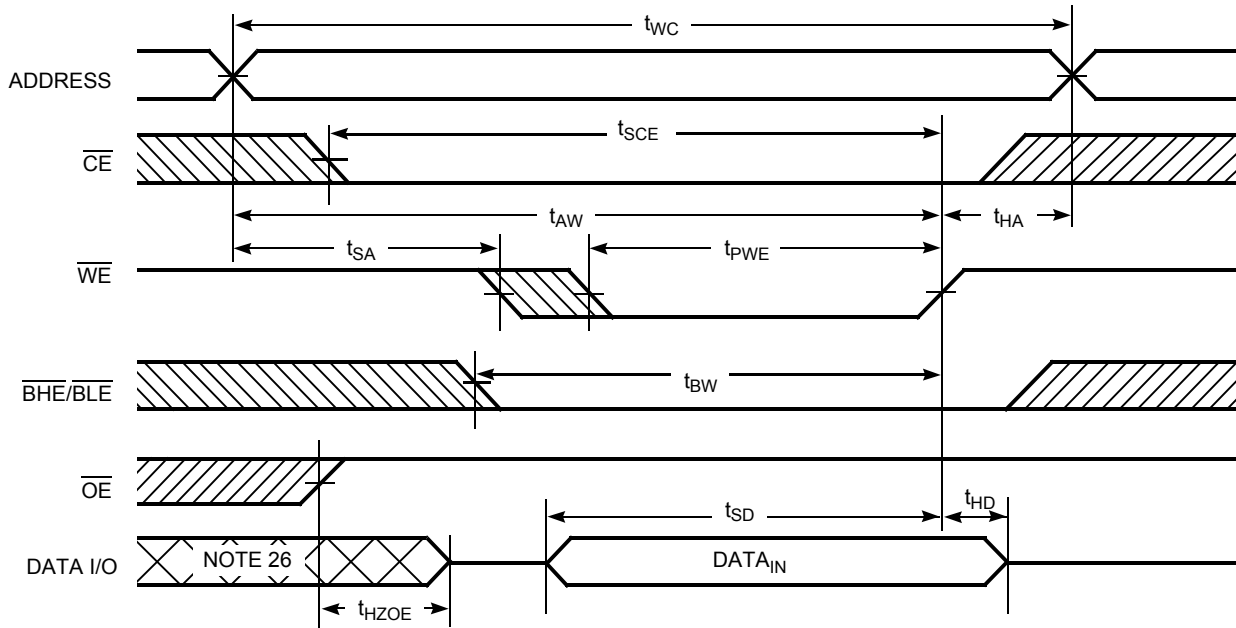 tWC
ADDRESS
tSCE
CE
tAW
tHA
tSA
tPWE
WE
tBW
BHE/BLE
OE
tSD
tHD
DATA I/O
NOTE 26
DATAIN
tHZOE